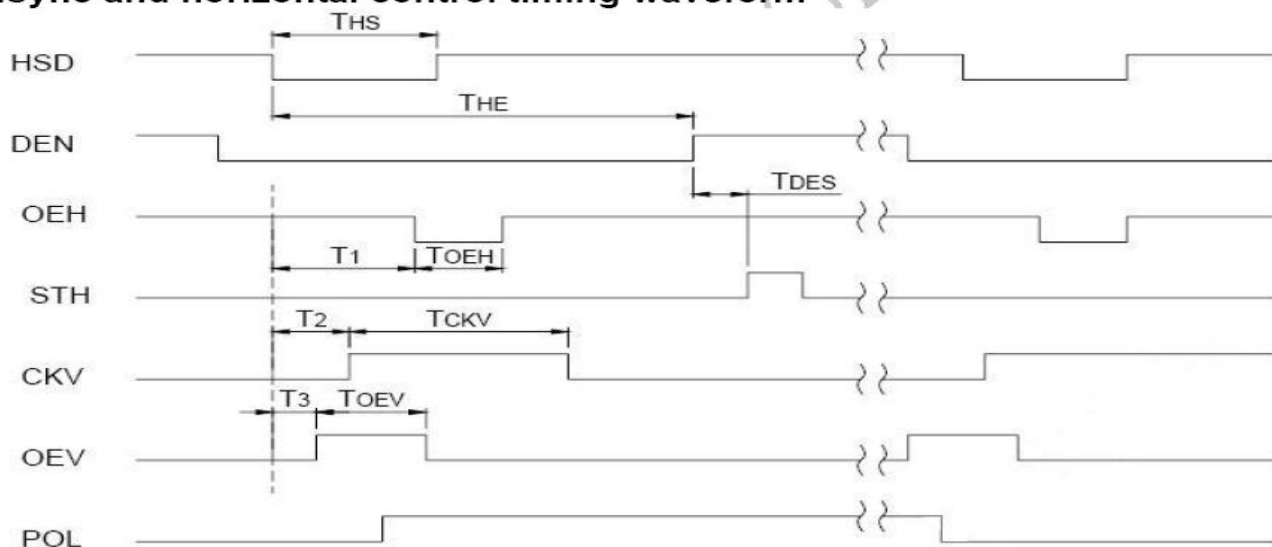 Hsync and horizontal control timing waveform
THS
HSD
THE
DEN
TDES
OEH
T1 TOEH
STH
T2 TCKV
CKV
T3 TOEV
OEV
POL